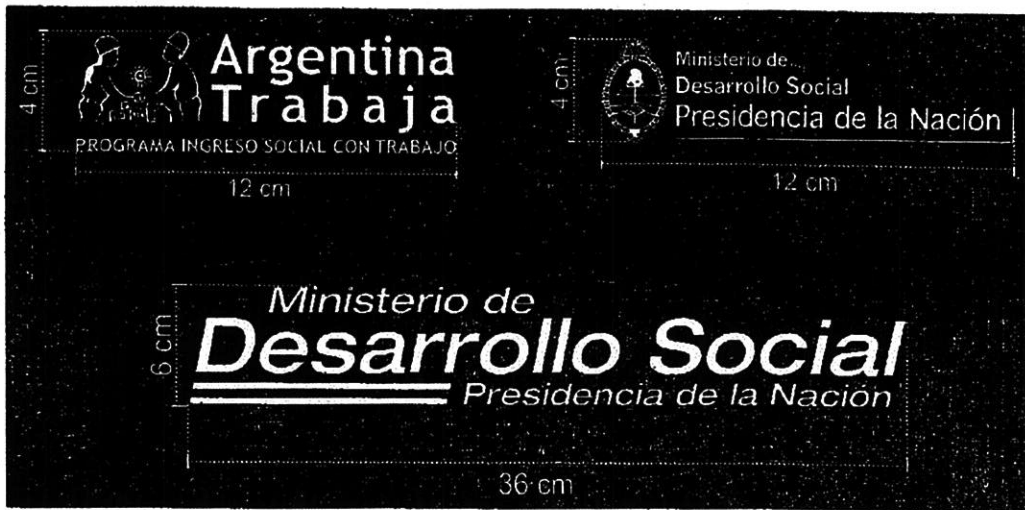 4 cm
Argentina
Trabaja
PROGRAMA INGRESO SOCIAL CON TRABAJO
12 cm
4 cm
Ministerio de
Desarrollo Social
Presidencia de la Nación
12 cm
6 cm
Ministerio de
Desarrollo Social
Presidencia de la Nación
36 cm